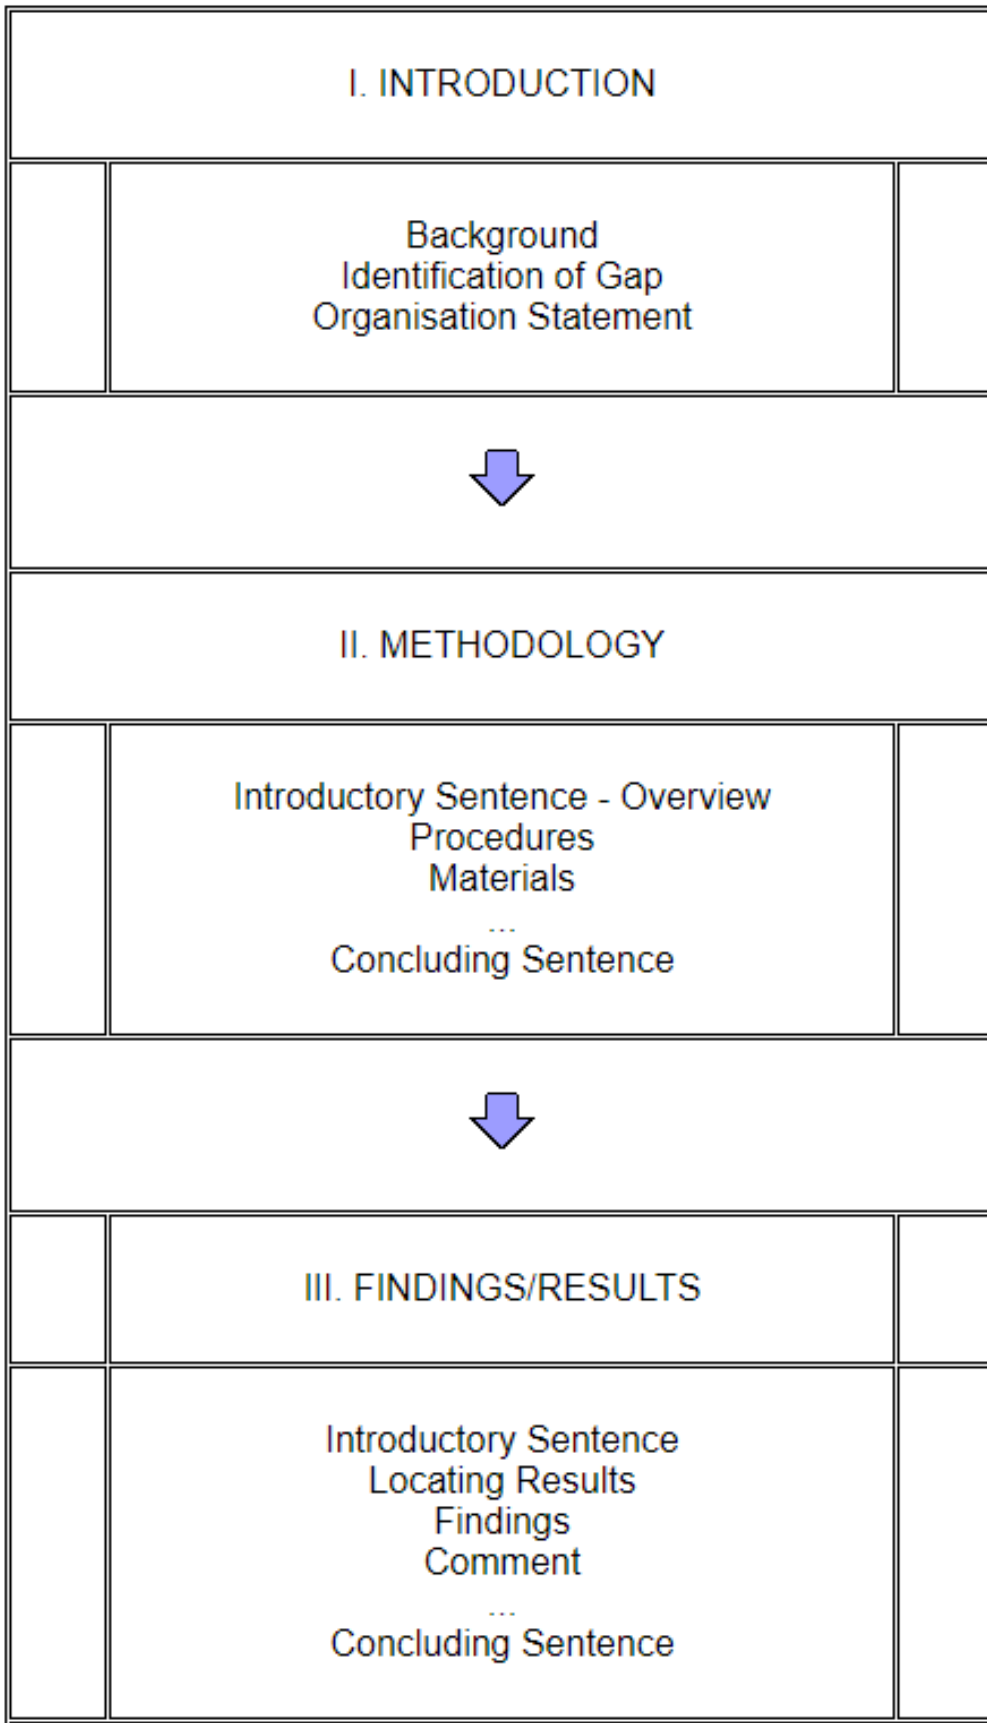 I. INTRODUCTION
Background
Identification of Gap
Organisation Statement
II. METHODOLOGY
Introductory Sentence - Overview
Procedures
Materials
...
Concluding Sentence
III. FINDINGS/RESULTS
Introductory Sentence
Locating Results
Findings
Comment
...
Concluding Sentence